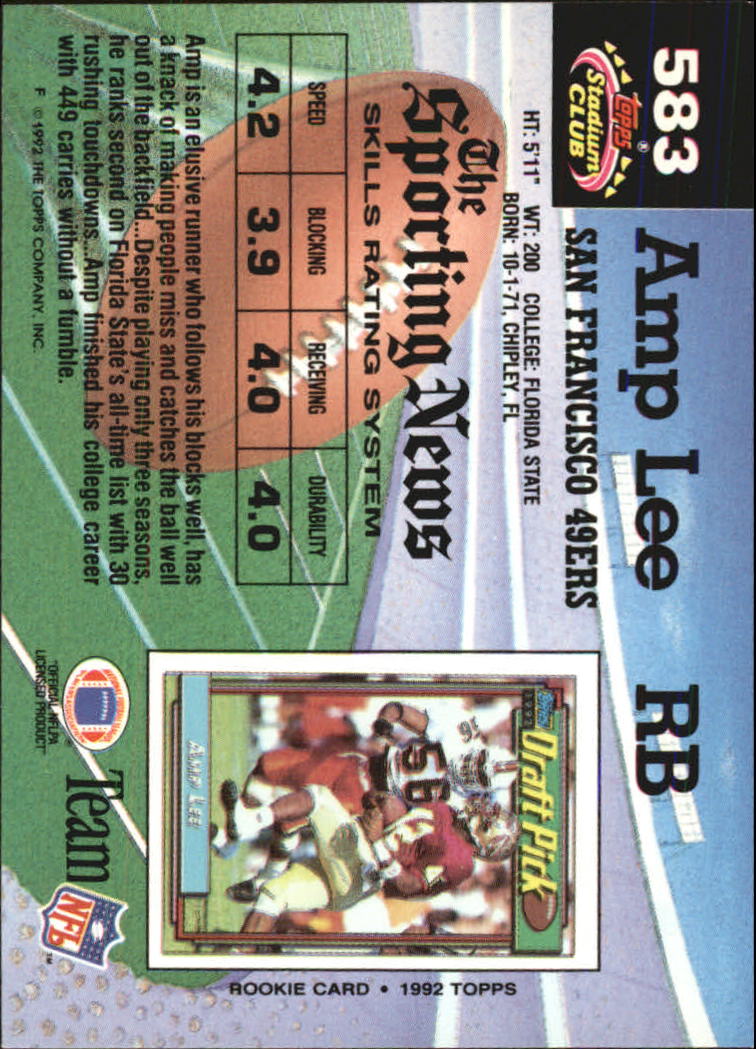 583
Topps®
Stadium
CLUB
Amp Lee RB
SAN FRANCISCO 49ERS
HT: 5'11" WT: 200 COLLEGE: FLORIDA STATE
BORN: 10-1-71, CHIPLEY, FL
The
Sporting News
SKILLS RATING SYSTEM
SPEED BLOCKING RECEIVING DURABILITY
4.2 3.9 4.0 4.0
Amp is an elusive runner who follows his blocks well, has
a knack of making people miss and catches the ball well
out of the backfield...Despite playing only three seasons,
he ranks second on Florida State's all-time list with 30
rushing touchdowns...Amp finished his college career
with 449 carries without a fumble.
F © 1992 THE TOPPS COMPANY, INC.
Topps
1992
Draft Pick
56
16
AMP LEE
ROOKIE CARD • 1992 TOPPS
"OFFICIAL NFLPA
LICENSED PRODUCT"
Team
NFL
TM